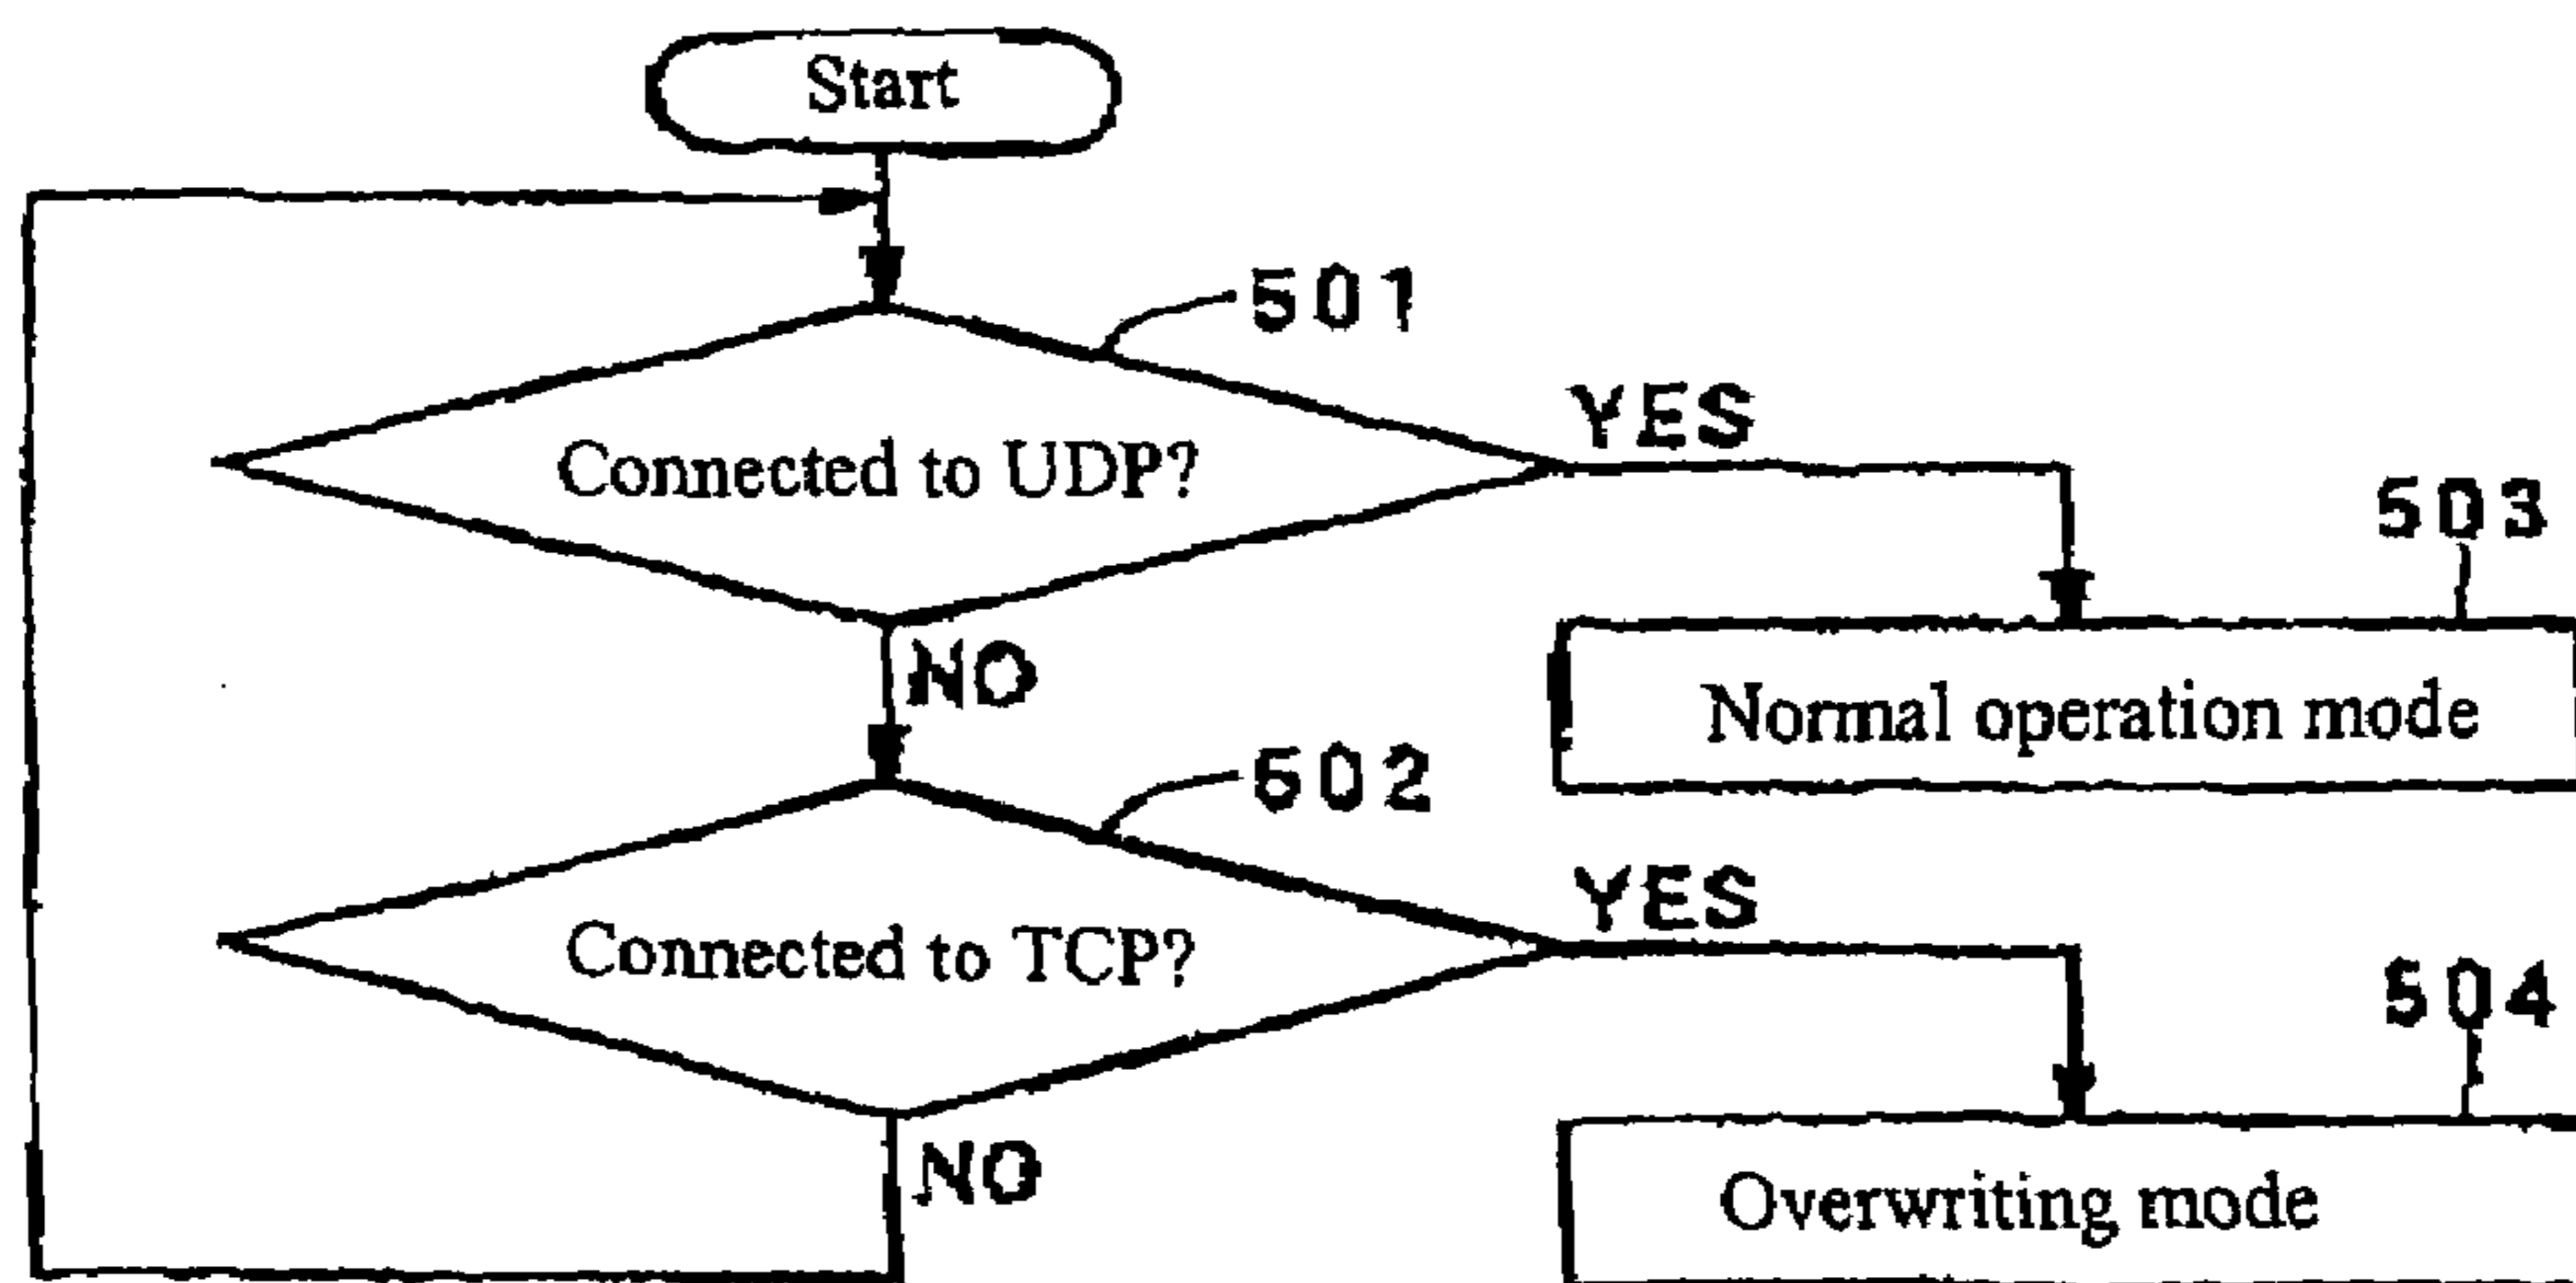 Start
501
Connected to UDP?
YES
503
Normal operation mode
NO
502
Connected to TCP?
YES
504
Overwriting mode
NO